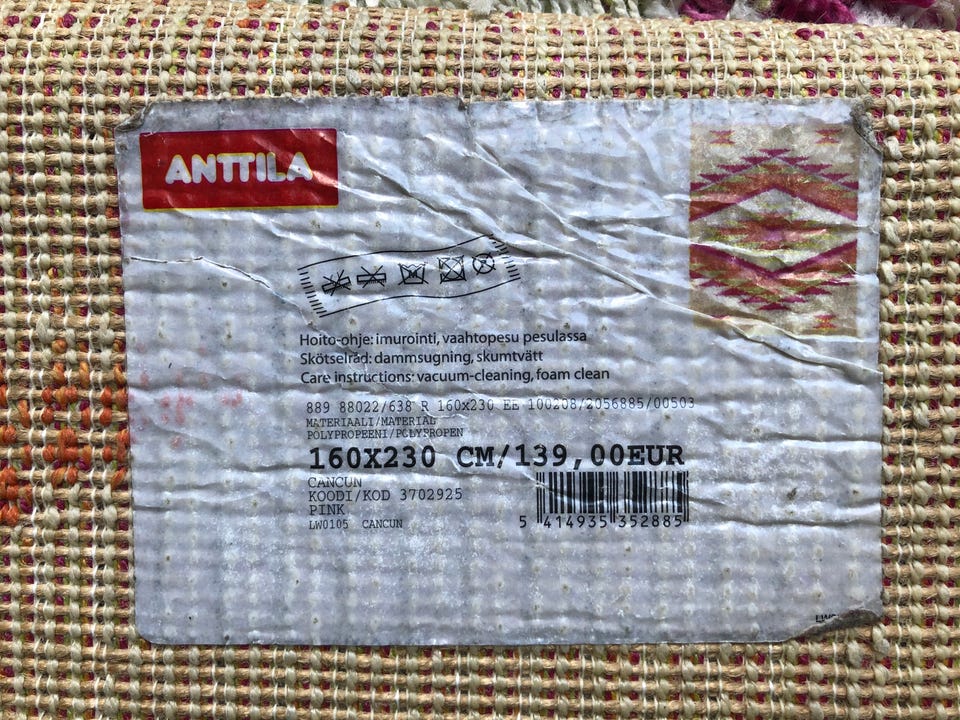 ANTTILA
Hoito-ohje: imurointi, vaahtopesu pesulassa
Skötselråd: dammsugning, skumtvätt
Care instructions: vacuum-cleaning, foam clean
889 88022/638 R 160x230 EE 100208/2056885/00503
MATERIAALI/MATERIAL
POLYPROPEENI/POLYPROPEN
160X230 CM/139,00EUR
CANCUN
KOODI/KOD 3702925
PINK
LW0105 CANCUN
5 414935 352885